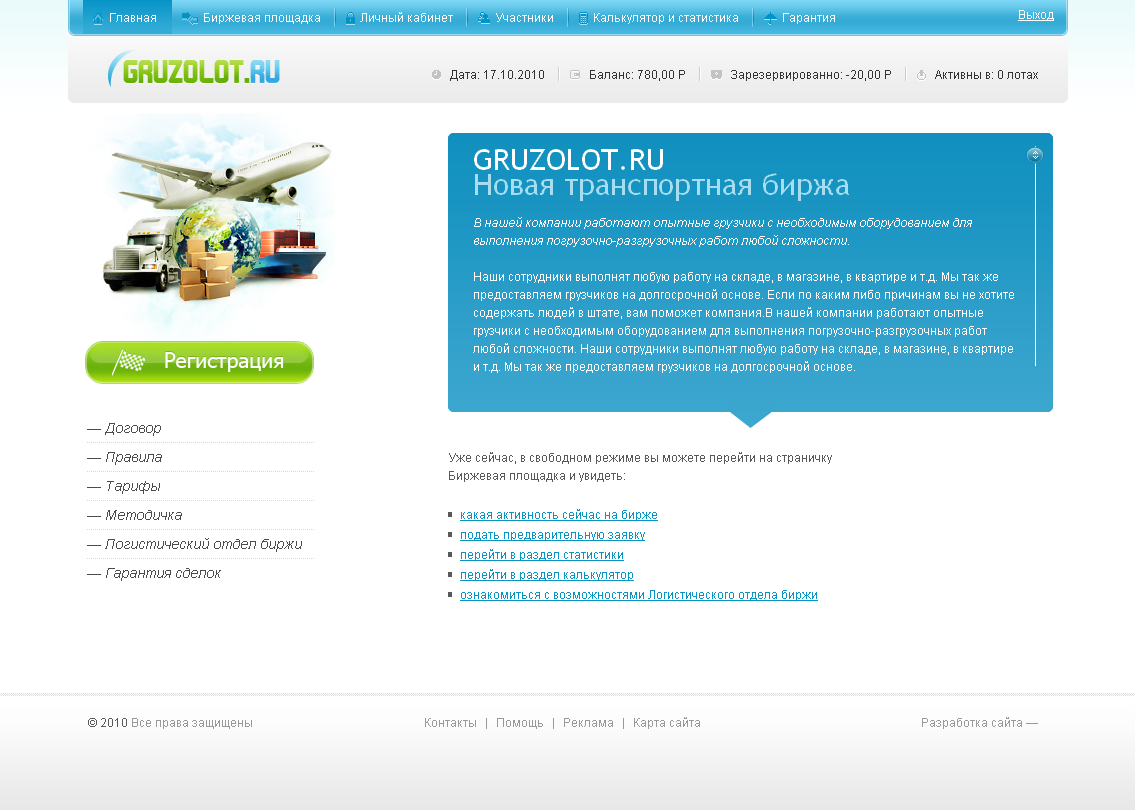 Главная Биржевая площадка Личный кабинет Участники Калькулятор и статистика Гарантия Выход
GRUZOLOT.RU Дата: 17.10.2010 Баланс: 780,00 Р Зарезервированно: -20,00 Р Активны в: 0 лотах
GRUZOLOT.RU
Новая транспортная биржа
В нашей компании работают опытные грузчики с необходимым оборудованием для
выполнения погрузочно-разгрузочных работ любой сложности.
Наши сотрудники выполнят любую работу на складе, в магазине, в квартире и т.д. Мы так же
предоставляем грузчиков на долгосрочной основе. Если по каким либо причинам вы не хотите
содержать людей в штате, вам поможет компания.В нашей компании работают опытные
грузчики с необходимым оборудованием для выполнения погрузочно-разгрузочных работ
любой сложности. Наши сотрудники выполнят любую работу на складе, в магазине, в квартире
и т.д. Мы так же предоставляем грузчиков на долгосрочной основе.
Регистрация
— Договор
— Правила
— Тарифы
— Методичка
— Логистический отдел биржи
— Гарантия сделок
Уже сейчас, в свободном режиме вы можете перейти на страничку
Биржевая площадка и увидеть:
какая активность сейчас на бирже
подать предварительную заявку
перейти в раздел статистики
перейти в раздел калькулятор
ознакомиться с возможностями Логистического отдела биржи
© 2010 Все права защищены Контакты | Помощь | Реклама | Карта сайта Разработка сайта —